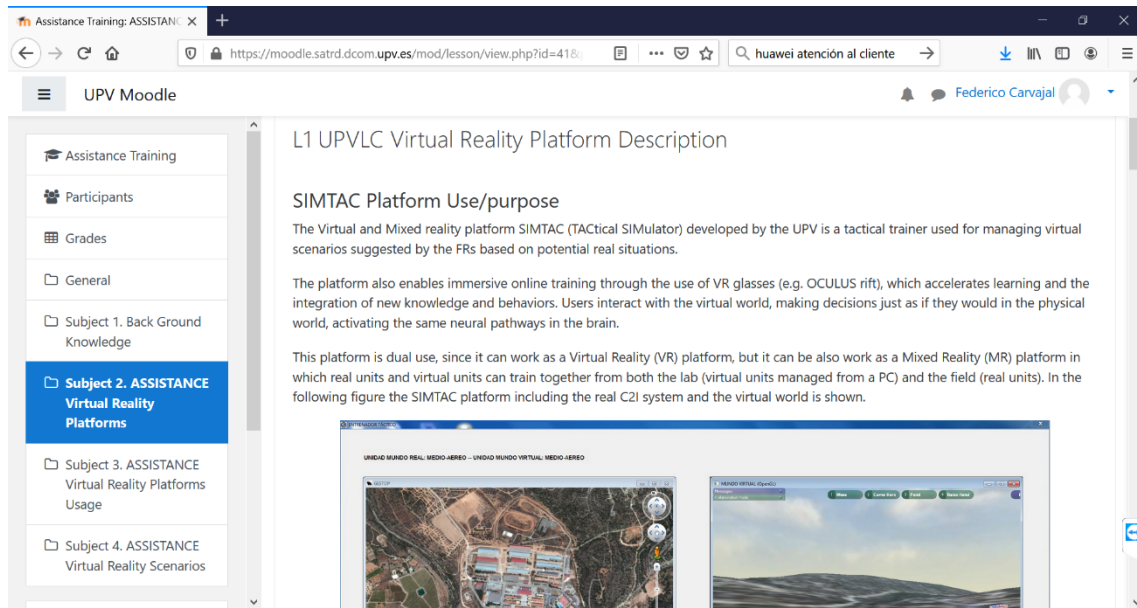 Assistance Training: ASSISTANC
https://moodle.satrd.dcom.upv.es/mod/lesson/view.php?id=41&
huawei atención al cliente
UPV Moodle
Federico Carvajal
Assistance Training
Participants
Grades
General
Subject 1. Back Ground
Knowledge
Subject 2. ASSISTANCE
Virtual Reality
Platforms
Subject 3. ASSISTANCE
Virtual Reality Platforms
Usage
Subject 4. ASSISTANCE
Virtual Reality Scenarios
L1 UPVLC Virtual Reality Platform Description
SIMTAC Platform Use/purpose
The Virtual and Mixed reality platform SIMTAC (TACtical SIMulator) developed by the UPV is a tactical trainer used for managing virtual
scenarios suggested by the FRs based on potential real situations.
The platform also enables immersive online training through the use of VR glasses (e.g. OCULUS rift), which accelerates learning and the
integration of new knowledge and behaviors. Users interact with the virtual world, making decisions just as if they would in the physical
world, activating the same neural pathways in the brain.
This platform is dual use, since it can work as a Virtual Reality (VR) platform, but it can be also work as a Mixed Reality (MR) platform in
which real units and virtual units can train together from both the lab (virtual units managed from a PC) and the field (real units). In the
following figure the SIMTAC platform including the real C2I system and the virtual world is shown.
ENTRENADOR TÁCTICO
UNIDAD MUNDO REAL: MEDIO-AEREO – UNIDAD MUNDO VIRTUAL: MEDIO-AEREO
MUNDO VIRTUAL (OpenGL)